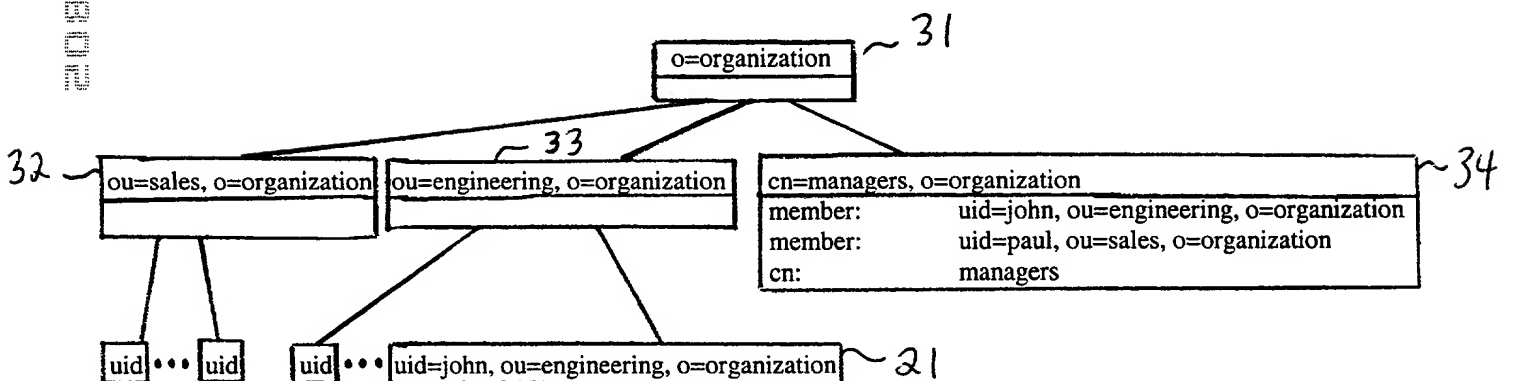 31
o=organization
33
32
ou=sales, o=organization
ou=engineering, o=organization
cn=managers, o=organization
34
member: uid=john, ou=engineering, o=organization
member: uid=paul, ou=sales, o=organization
cn: managers
uid ••• uid
uid ••• uid=john, ou=engineering, o=organization
21